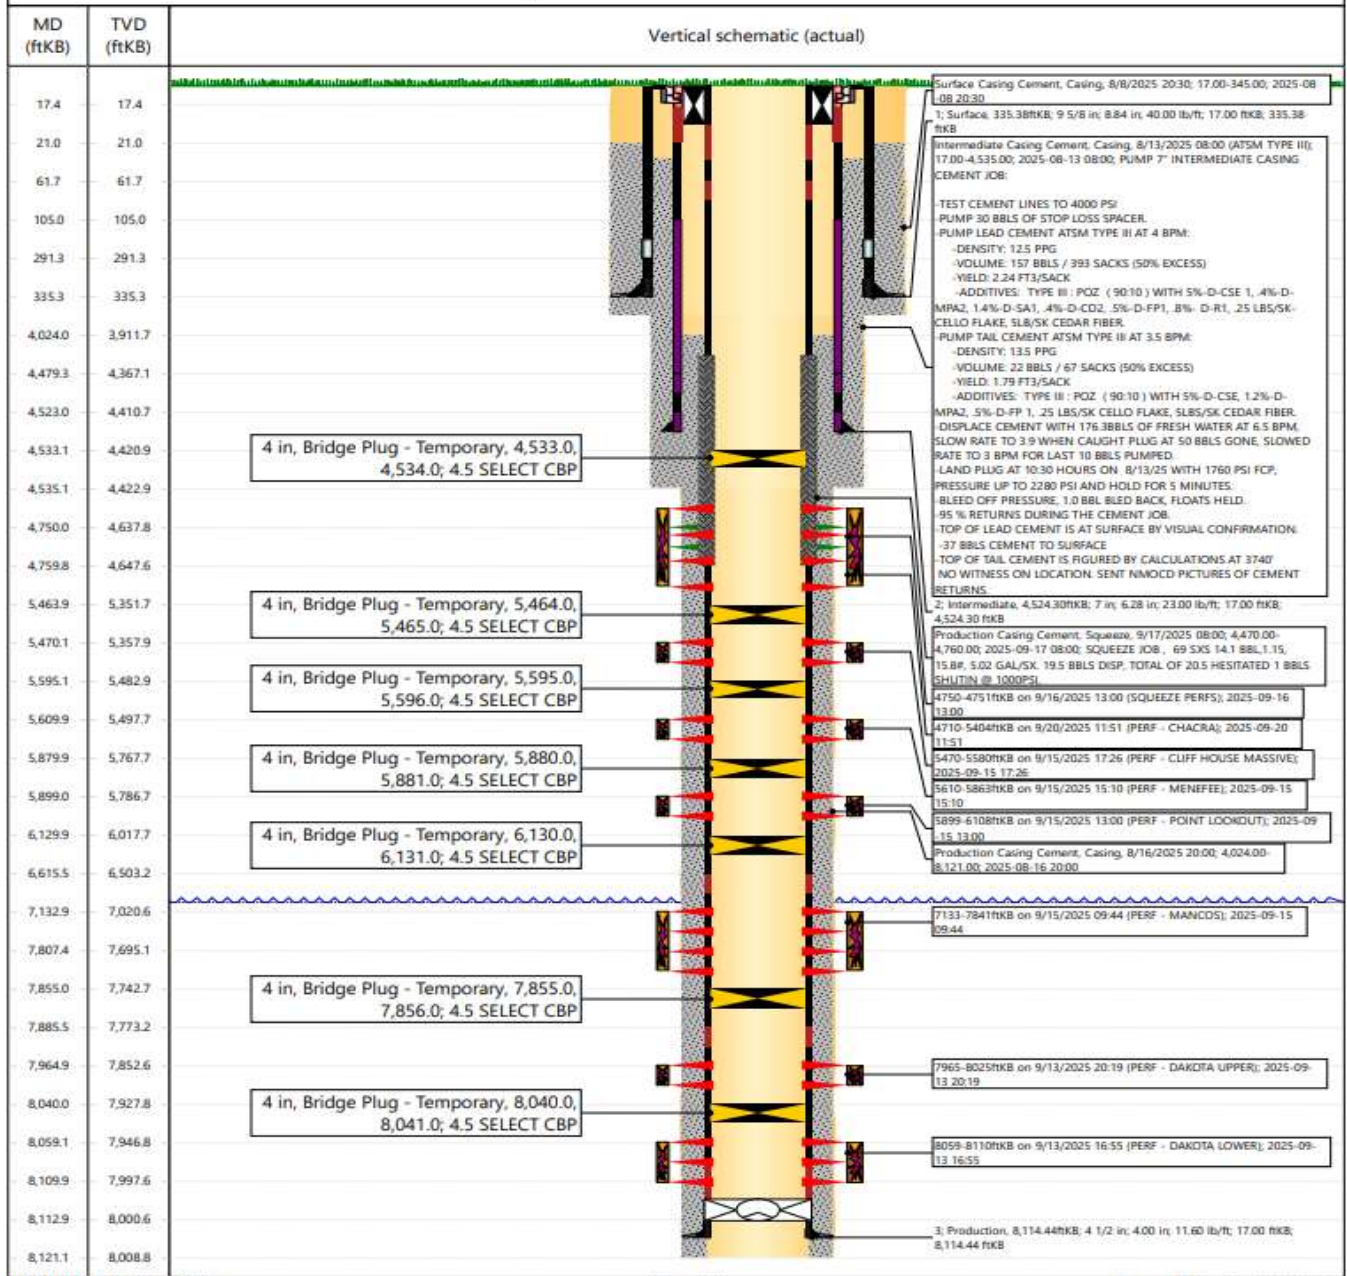 MD
(ftKB)
TVD
(ftKB)
Vertical schematic (actual)
17.4 17.4
21.0 21.0
61.7 61.7
105.0 105.0
291.3 291.3
335.3 335.3
4,024.0 3,911.7
4,479.3 4,367.1
4,523.0 4,410.7
4,533.1 4,420.9
4,535.1 4,422.9
4,750.0 4,637.8
4,759.8 4,647.6
5,463.9 5,351.7
5,470.1 5,357.9
5,595.1 5,482.9
5,609.9 5,497.7
5,879.9 5,767.7
5,899.0 5,786.7
6,129.9 6,017.7
6,615.5 6,503.2
7,132.9 7,020.6
7,807.4 7,695.1
7,855.0 7,742.7
7,885.5 7,773.2
7,964.9 7,852.6
8,040.0 7,927.8
8,059.1 7,946.8
8,109.9 7,997.6
8,112.9 8,000.6
8,121.1 8,008.8
4 in, Bridge Plug - Temporary, 4,533.0,
4,534.0; 4.5 SELECT CBP
4 in, Bridge Plug - Temporary, 5,464.0,
5,465.0; 4.5 SELECT CBP
4 in, Bridge Plug - Temporary, 5,595.0,
5,596.0; 4.5 SELECT CBP
4 in, Bridge Plug - Temporary, 5,880.0,
5,881.0; 4.5 SELECT CBP
4 in, Bridge Plug - Temporary, 6,130.0,
6,131.0; 4.5 SELECT CBP
4 in, Bridge Plug - Temporary, 7,855.0,
7,856.0; 4.5 SELECT CBP
4 in, Bridge Plug - Temporary, 8,040.0,
8,041.0; 4.5 SELECT CBP
Surface Casing Cement, Casing, 8/8/2025 20:30; 17.00-345.00; 2025-08
-08 20:30
1; Surface, 335.38ftKB; 9 5/8 in; 8.84 in; 40.00 lb/ft; 17.00 ftKB; 335.38
ftKB
Intermediate Casing Cement, Casing, 8/13/2025 08:00 (ATSM TYPE III);
17.00-4,535.00; 2025-08-13 08:00; PUMP 7" INTERMEDIATE CASING
CEMENT JOB:
-TEST CEMENT LINES TO 4000 PSI
-PUMP 30 BBLS OF STOP LOSS SPACER.
-PUMP LEAD CEMENT ATSM TYPE III AT 4 BPM:
-DENSITY: 12.5 PPG
-VOLUME: 157 BBLS / 393 SACKS (50% EXCESS)
-YIELD: 2.24 FT3/SACK
-ADDITIVES: TYPE III : POZ ( 90:10 ) WITH 5%-D-CSE 1, .4%-D-
MPA2, 1.4%-D-SA1, .4%-D-CD2, .5%-D-FP1, .8%- D-R1, .25 LBS/SK-
CELLO FLAKE, 5LB/SK CEDAR FIBER.
-PUMP TAIL CEMENT ATSM TYPE III AT 3.5 BPM:
-DENSITY: 13.5 PPG
-VOLUME: 22 BBLS / 67 SACKS (50% EXCESS)
-YIELD: 1.79 FT3/SACK
-ADDITIVES: TYPE III : POZ ( 90:10 ) WITH 5%-D-CSE, 1.2%-D-
MPA2, .5%-D-FP 1, .25 LBS/SK CELLO FLAKE, 5LBS/SK CEDAR FIBER.
-DISPLACE CEMENT WITH 176.3BBLS OF FRESH WATER AT 6.5 BPM,
SLOW RATE TO 3.9 WHEN CAUGHT PLUG AT 50 BBLS GONE, SLOWED
RATE TO 3 BPM FOR LAST 10 BBLS PUMPED.
-LAND PLUG AT 10:30 HOURS ON 8/13/25 WITH 1760 PSI FCP,
PRESSURE UP TO 2280 PSI AND HOLD FOR 5 MINUTES.
-BLEED OFF PRESSURE, 1.0 BBL BLED BACK, FLOATS HELD.
-95 % RETURNS DURING THE CEMENT JOB.
-TOP OF LEAD CEMENT IS AT SURFACE BY VISUAL CONFIRMATION.
-37 BBLS CEMENT TO SURFACE
-TOP OF TAIL CEMENT IS FIGURED BY CALCULATIONS AT 3740'
NO WITNESS ON LOCATION. SENT NMOCD PICTURES OF CEMENT
RETURNS.
2; Intermediate, 4,524.30ftKB; 7 in; 6.28 in; 23.00 lb/ft; 17.00 ftKB;
4,524.30 ftKB
Production Casing Cement, Squeeze, 9/17/2025 08:00; 4,470.00-
4,760.00; 2025-09-17 08:00; SQUEEZE JOB , 69 SXS 14.1 BBL,1.15,
15.8#, 5.02 GAL/SX. 19.5 BBLS DISP, TOTAL OF 20.5 HESITATED 1 BBLS
SHUTIN @ 1000PSI.
4750-4751ftKB on 9/16/2025 13:00 (SQUEEZE PERFS); 2025-09-16
13:00
4710-5404ftKB on 9/20/2025 11:51 (PERF - CHACRA); 2025-09-20
11:51
5470-5580ftKB on 9/15/2025 17:26 (PERF - CLIFF HOUSE MASSIVE);
2025-09-15 17:26
5610-5863ftKB on 9/15/2025 15:10 (PERF - MENEFEE); 2025-09-15
15:10
5899-6108ftKB on 9/15/2025 13:00 (PERF - POINT LOOKOUT); 2025-09
-15 13:00
Production Casing Cement, Casing, 8/16/2025 20:00; 4,024.00-
8,121.00; 2025-08-16 20:00
7133-7841ftKB on 9/15/2025 09:44 (PERF - MANCOS); 2025-09-15
09:44
7965-8025ftKB on 9/13/2025 20:19 (PERF - DAKOTA UPPER); 2025-09-
13 20:19
8059-8110ftKB on 9/13/2025 16:55 (PERF - DAKOTA LOWER); 2025-09-
13 16:55
3; Production, 8,114.44ftKB; 4 1/2 in; 4.00 in; 11.60 lb/ft; 17.00 ftKB;
8,114.44 ftKB